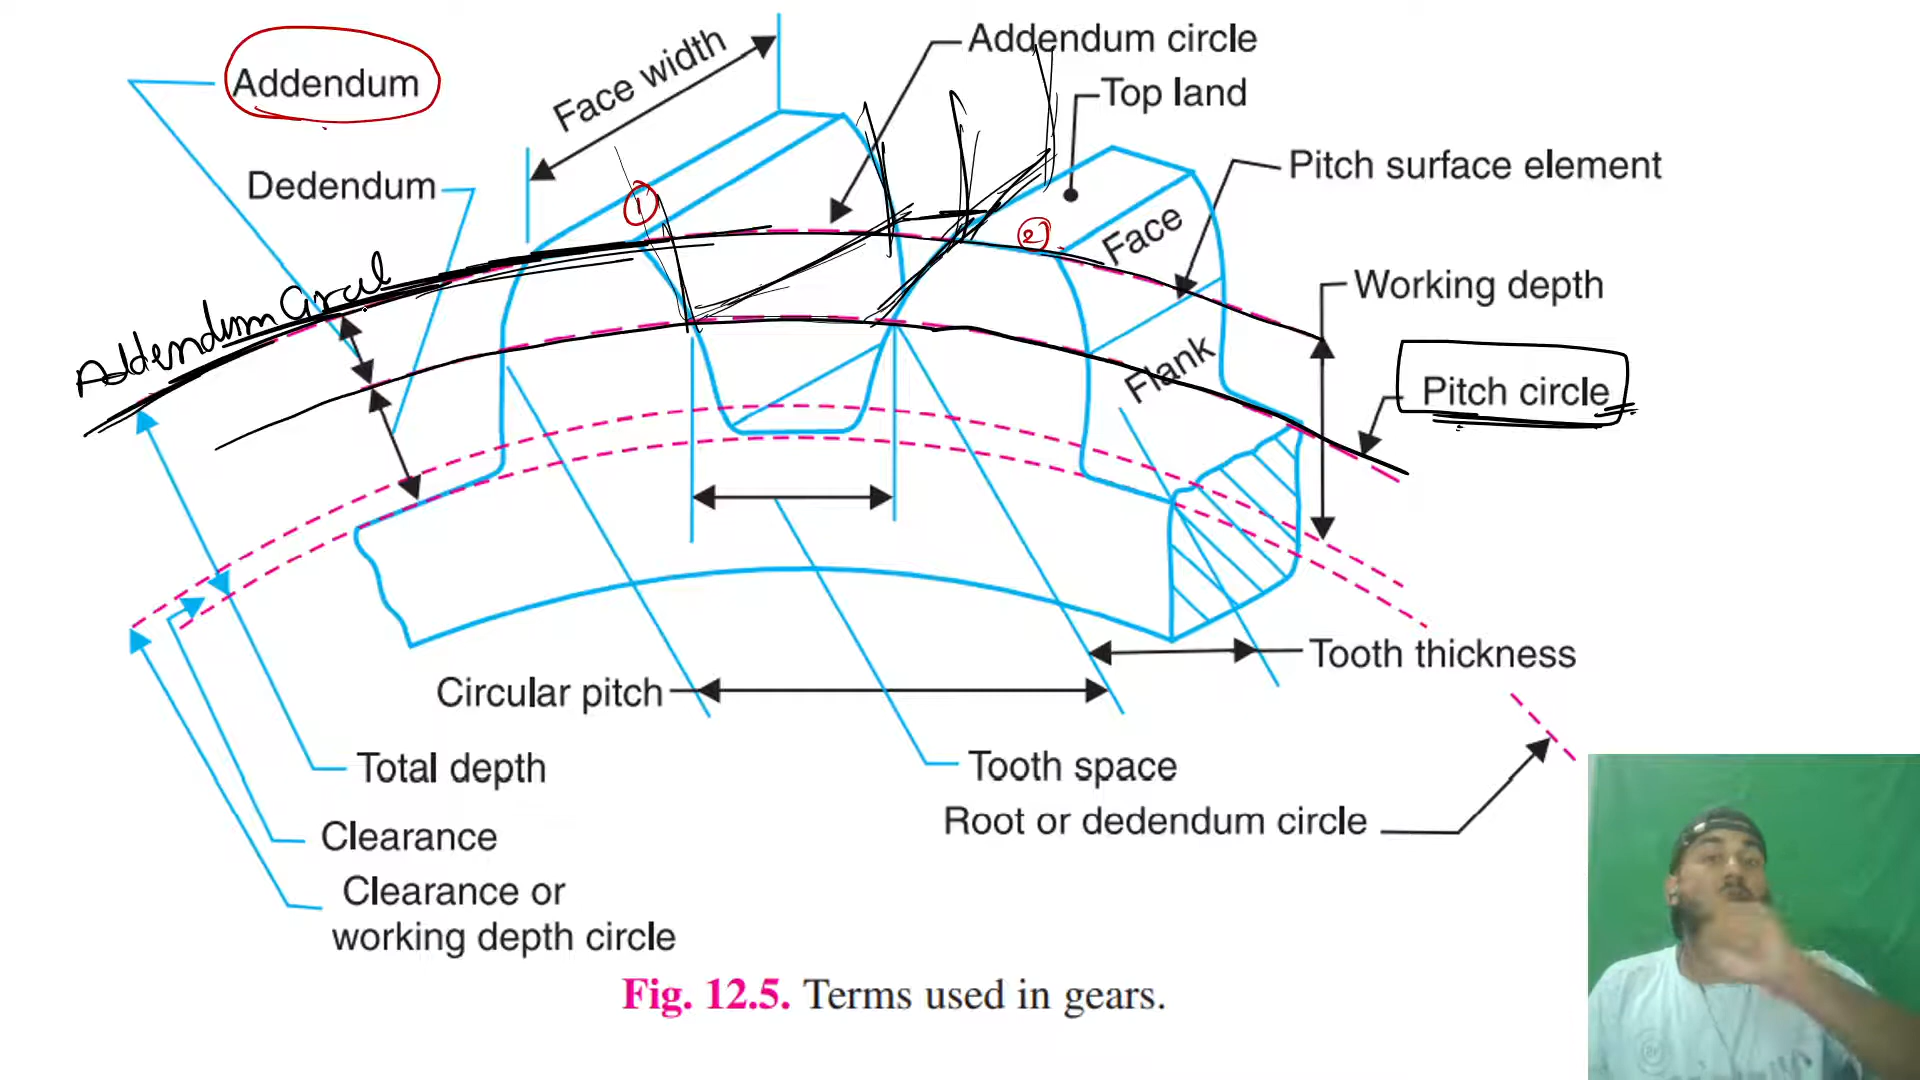 Addendum
Face width
Addendum circle
Top land
Dedendum
Pitch surface element
1
2
Face
Addendum
Working depth
Flank
Pitch circle
Tooth thickness
Circular pitch
Total depth
Tooth space
Root or dedendum circle
Clearance
Clearance or
working depth circle
Fig. 12.5. Terms used in gears.